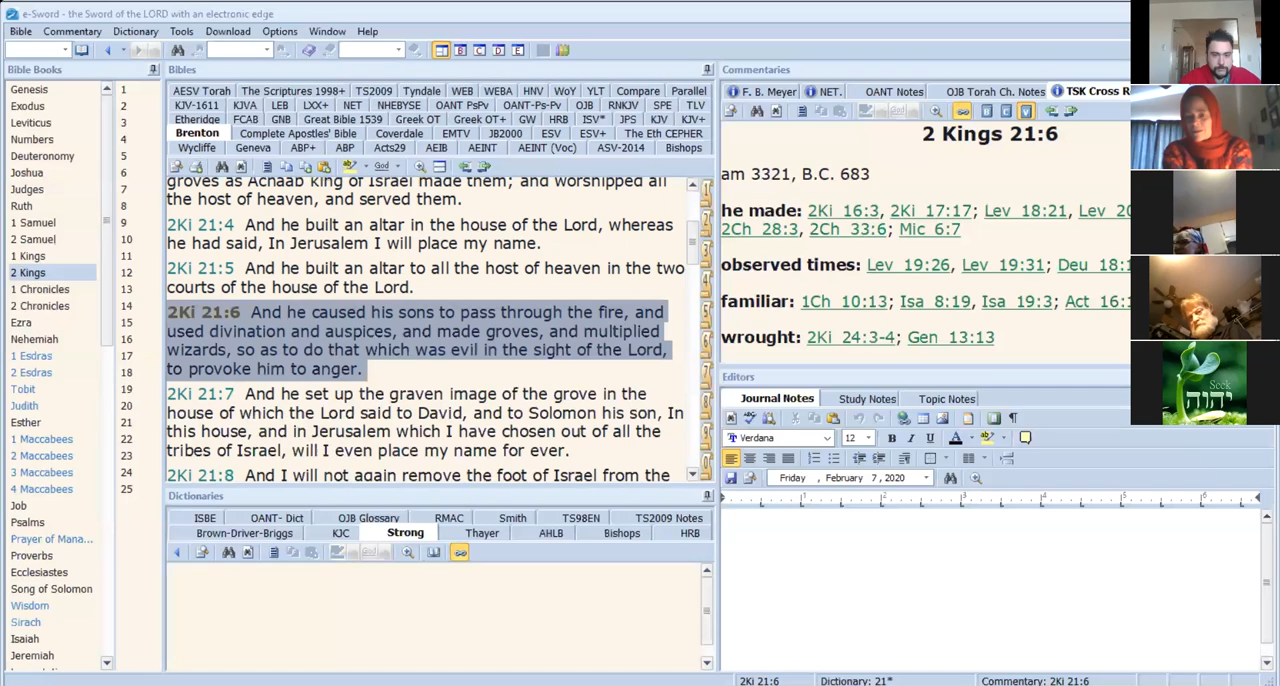 e-Sword - the Sword of the LORD with an electronic edge
Bible Commentary Dictionary Tools Download Options Window Help
B C D E
Bible Books
Genesis
Exodus
Leviticus
Numbers
Deuteronomy
Joshua
Judges
Ruth
1 Samuel
2 Samuel
1 Kings
2 Kings
1 Chronicles
2 Chronicles
Ezra
Nehemiah
1 Esdras
2 Esdras
Tobit
Judith
Esther
1 Maccabees
2 Maccabees
3 Maccabees
4 Maccabees
Job
Psalms
Prayer of Mana...
Proverbs
Ecclesiastes
Song of Solomon
Wisdom
Sirach
Isaiah
Jeremiah
1
2
3
4
5
6
7
8
9
10
11
12
13
14
15
16
17
18
19
20
21
22
23
24
25
Bibles
AESV Torah The Scriptures 1998+ TS2009 Tyndale WEB WEBA HNV WoY YLT Compare Parallel
KJV-1611 KJVA LEB LXX+ NET NHEBYSE OANT PsPv OANT-Ps-Pv OJB RNKJV SPE TLV
Etheridge FCAB GNB Great Bible 1539 Greek OT Greek OT+ GW HRB ISV* JPS KJV KJV+
Brenton Complete Apostles' Bible Coverdale EMTV JB2000 ESV ESV+ The Eth CEPHER
Wycliffe Geneva ABP+ ABP Acts29 AEIB AEINT AEINT (Voc) ASV-2014 Bishops
God
groves as Achaab king of Israel made them; and worshipped all
the host of heaven, and served them.
2Ki 21:4 And he built an altar in the house of the Lord, whereas
he had said, In Jerusalem I will place my name.
2Ki 21:5 And he built an altar to all the host of heaven in the two
courts of the house of the Lord.
2Ki 21:6 And he caused his sons to pass through the fire, and
used divination and auspices, and made groves, and multiplied
wizards, so as to do that which was evil in the sight of the Lord,
to provoke him to anger.
2Ki 21:7 And he set up the graven image of the grove in the
house of which the Lord said to David, and to Solomon his son, In
this house, and in Jerusalem which I have chosen out of all the
tribes of Israel, will I even place my name for ever.
2Ki 21:8 And I will not again remove the foot of Israel from the
Dictionaries
ISBE OANT- Dict OJB Glossary RMAC Smith TS98EN TS2009 Notes
Brown-Driver-Briggs KJC Strong Thayer AHLB Bishops HRB
Commentaries
F. B. Meyer NET. OANT Notes OJB Torah Ch. Notes TSK Cross R
2 Kings 21:6
am 3321, B.C. 683
he made: 2Ki 16:3, 2Ki 17:17; Lev 18:21, Lev 20
2Ch 28:3, 2Ch 33:6; Mic 6:7
observed times: Lev 19:26, Lev 19:31; Deu 18:1
familiar: 1Ch 10:13; Isa 8:19, Isa 19:3; Act 16:1
wrought: 2Ki 24:3-4; Gen 13:13
Editors
Journal Notes Study Notes Topic Notes
Verdana 12 B I U A
Friday , February 7 , 2020
1 2 3 4 5 6
2Ki 21:6 Dictionary: 21* Commentary: 2Ki 21:6
Seek
יהוה